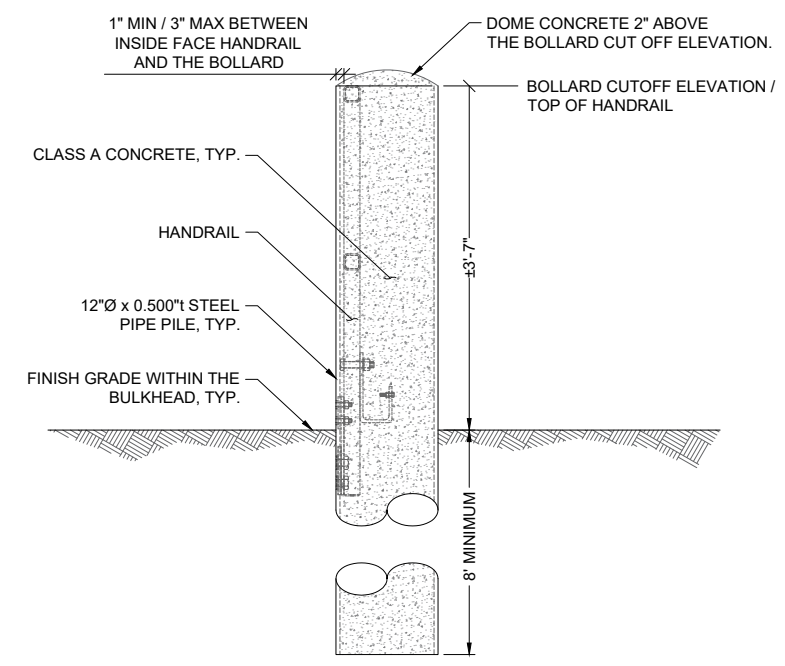 1" MIN / 3" MAX BETWEEN
INSIDE FACE HANDRAIL
AND THE BOLLARD
DOME CONCRETE 2" ABOVE
THE BOLLARD CUT OFF ELEVATION.
BOLLARD CUTOFF ELEVATION /
TOP OF HANDRAIL
CLASS A CONCRETE, TYP.
HANDRAIL
±3'-7"
12"Ø x 0.500"t STEEL
PIPE PILE, TYP.
FINISH GRADE WITHIN THE
BULKHEAD, TYP.
8' MINIMUM